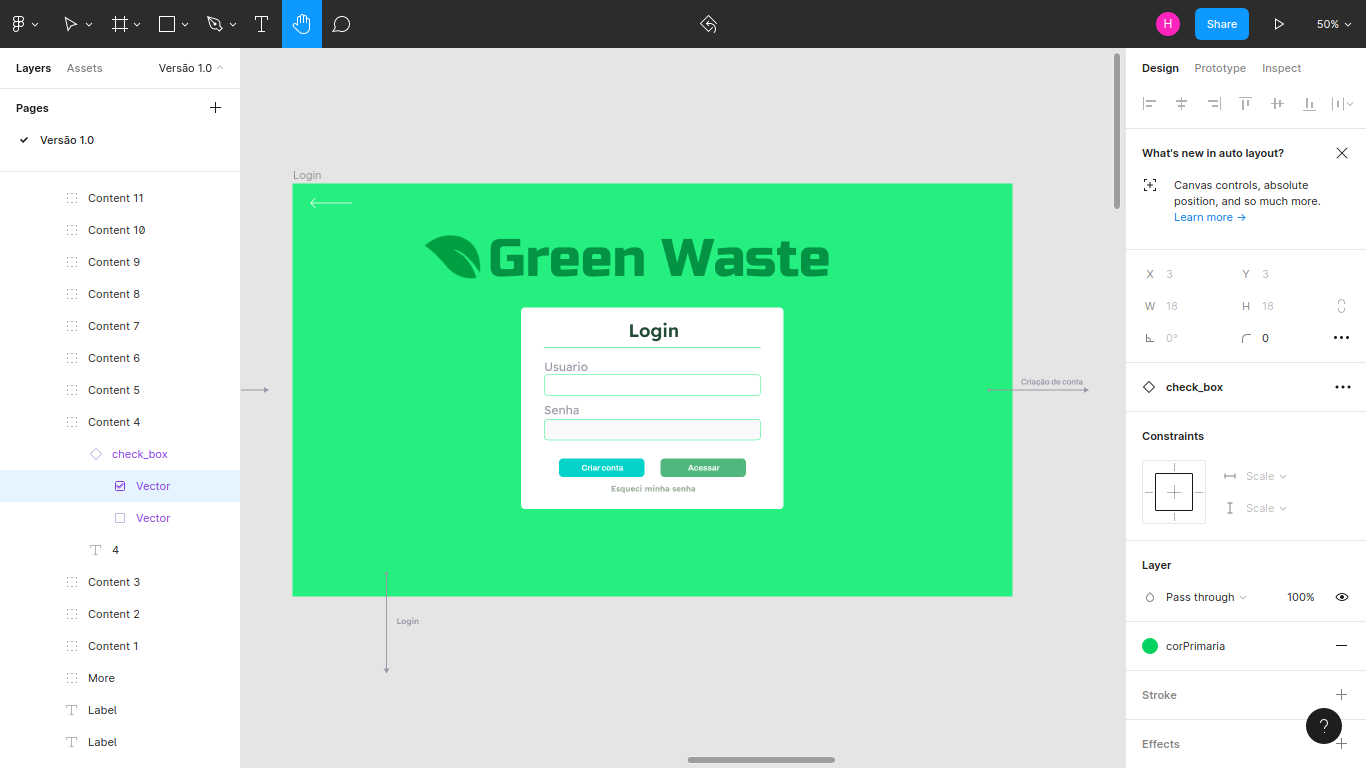 H
Share
50%
Layers
Assets
Versão 1.0
Pages
Versão 1.0
Content 11
Content 10
Content 9
Content 8
Content 7
Content 6
Content 5
Content 4
check_box
Vector
Vector
4
Content 3
Content 2
Content 1
More
Label
Label
Login
Green Waste
Login
Usuario
Senha
Criar conta
Acessar
Esqueci minha senha
Criação de conta
Login
Design
Prototype
Inspect
What's new in auto layout?
Canvas controls, absolute
position, and so much more.
Learn more →
X 3
Y 3
W 18
H 18
0°
0
check_box
Constraints
Scale
Scale
Layer
Pass through
100%
corPrimaria
Stroke
Effects
?